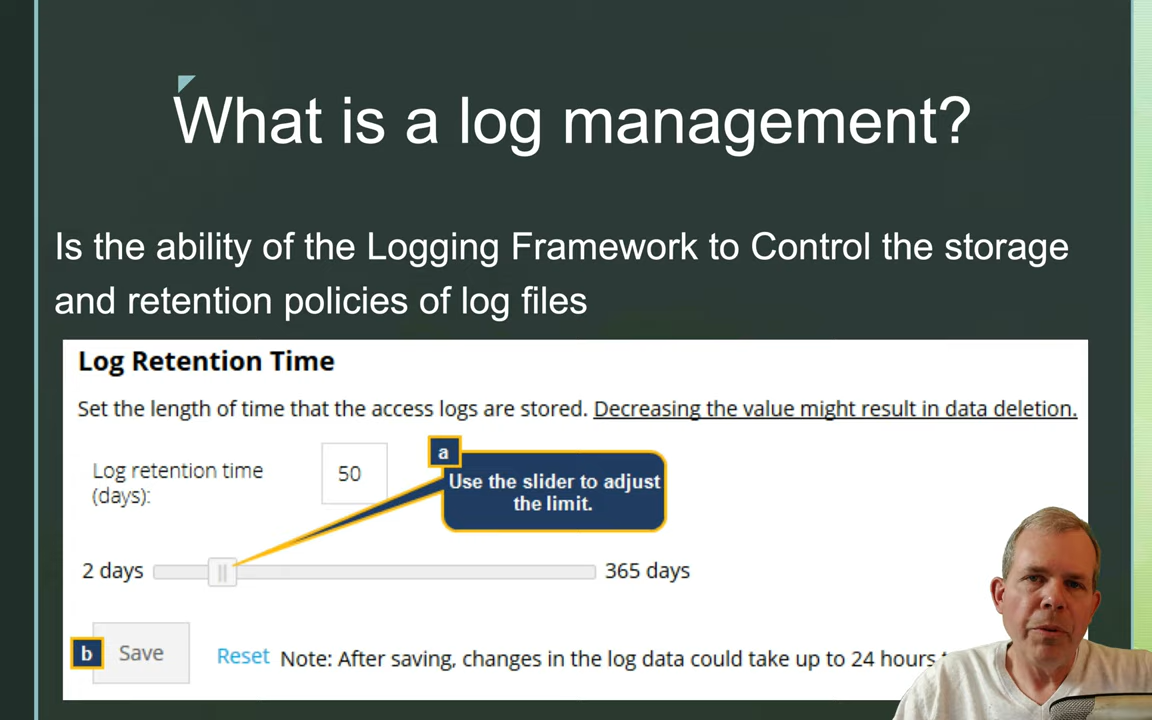 What is a log management?
Is the ability of the Logging Framework to Control the storage
and retention policies of log files
Log Retention Time
Set the length of time that the access logs are stored. Decreasing the value might result in data deletion.
Log retention time
(days):
50
a
Use the slider to adjust
the limit.
2 days
365 days
b
Save
Reset
Note: After saving, changes in the log data could take up to 24 hours